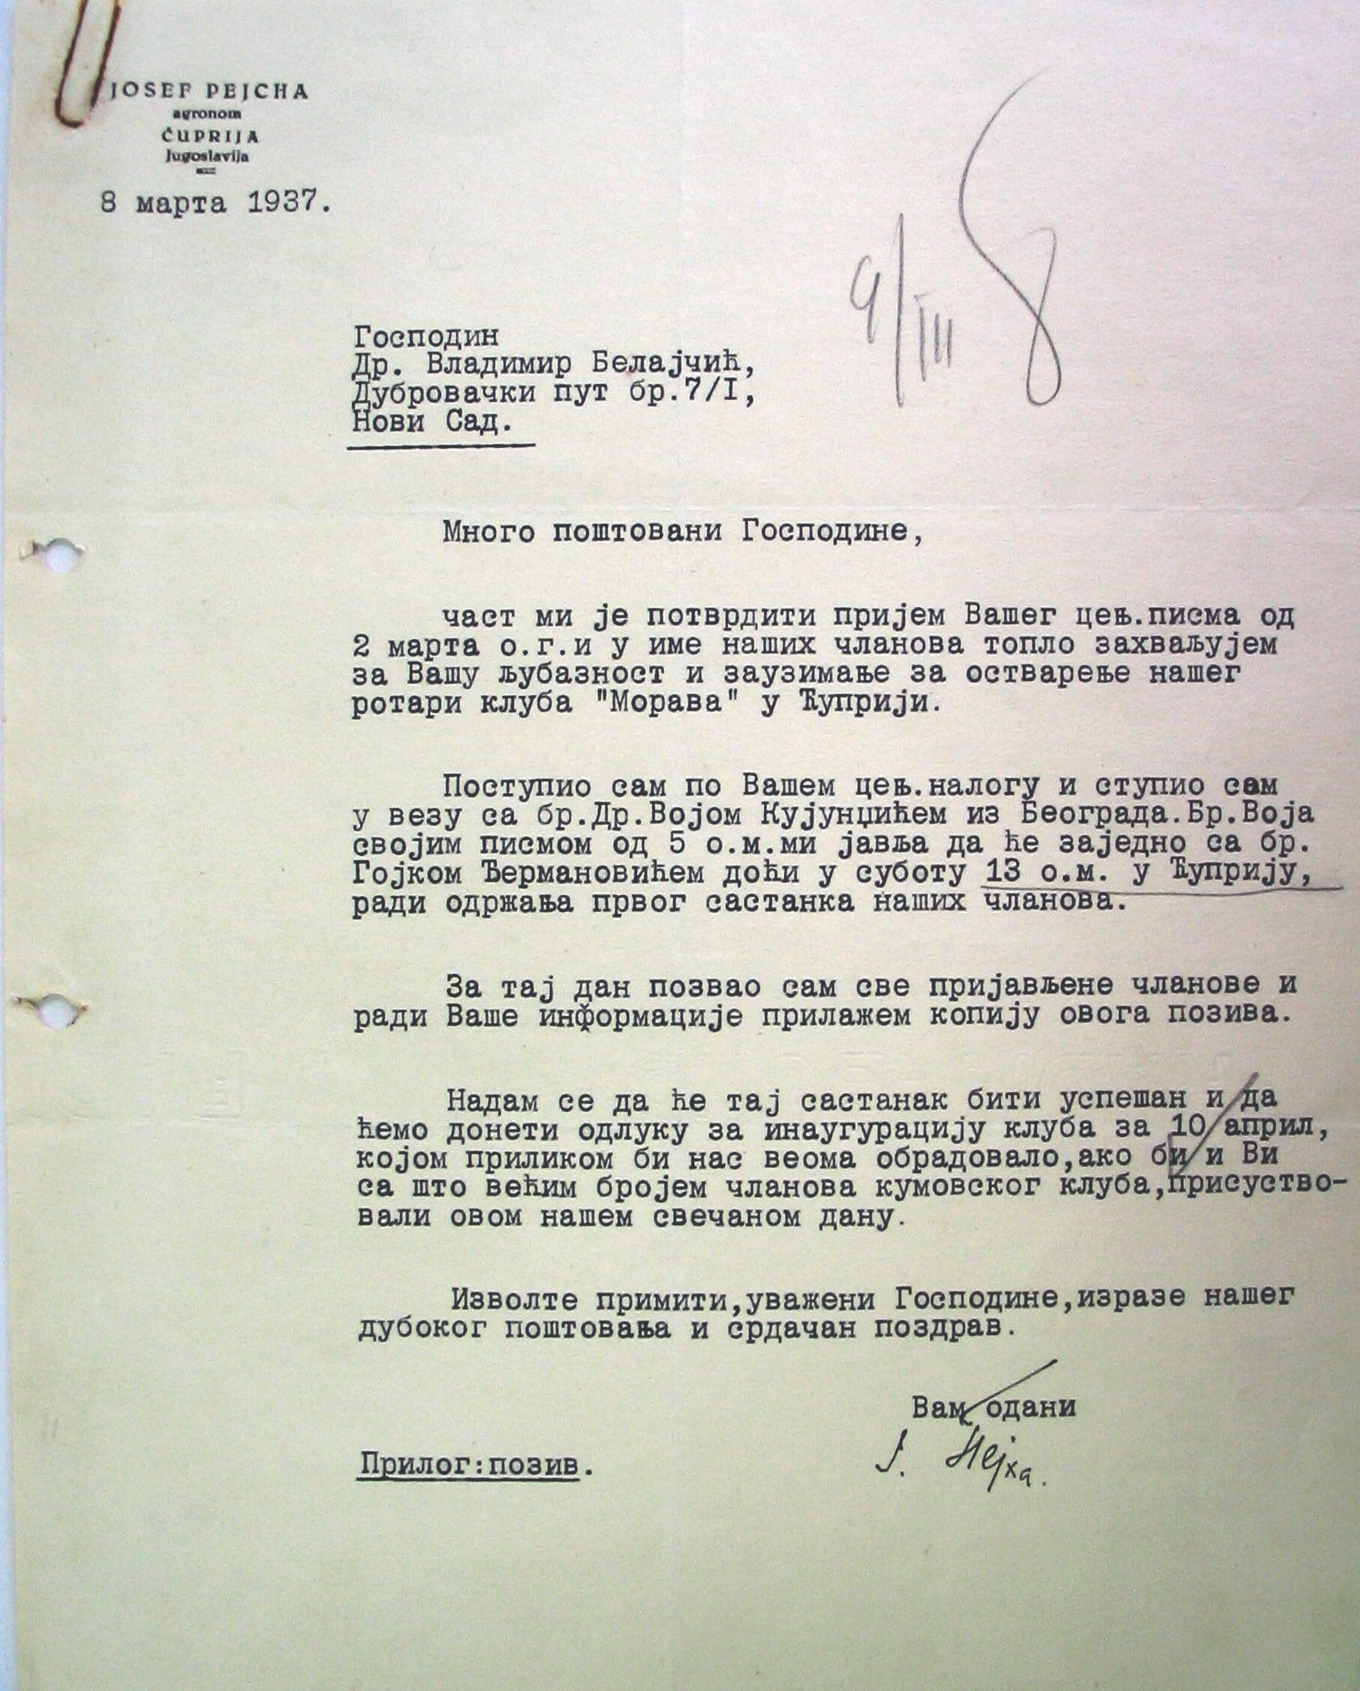 JOSEF PEJCHA
agronom
ĆUPRIJA
Jugoslavija
8 марта 1937.
9/III
Господин
Др. Владимир Белајчић,
Дубровачки пут бр.7/I,
Нови Сад.
Много поштовани Господине,
част ми је потврдити пријем Вашег цењ.писма од
2 марта о.г.и у име наших чланова топло захваљујем
за Вашу љубазност и заузимање за остварење нашег
ротари клуба "Морава" у Ћуприји.
Поступио сам по Вашем цењ.налогу и ступио сам
у везу са бр.Др.Војом Кујунџићем из Београда.Бр.Воја
својим писмом од 5 о.м.ми јавља да ће заједно са бр.
Гојком Ђермановићем доћи у суботу 13 о.м. у Ћуприју,
ради одржања првог састанка наших чланова.
За тај дан позвао сам све пријављене чланове и
ради Ваше информације прилажем копију овога позива.
Надам се да ће тај састанак бити успешан и да
ћемо донети одлуку за инаугурацију клуба за 10 април,
којом приликом би нас веома обрадовало,ако би и Ви
са што већим бројем чланова кумовског клуба,присуство-
вали овом нашем свечаном дану.
Изволте примити,уважени Господине,изразе нашег
дубоког поштовања и срдачан поздрав.
Вам одани
Ј. Пејха.
Прилог:позив.